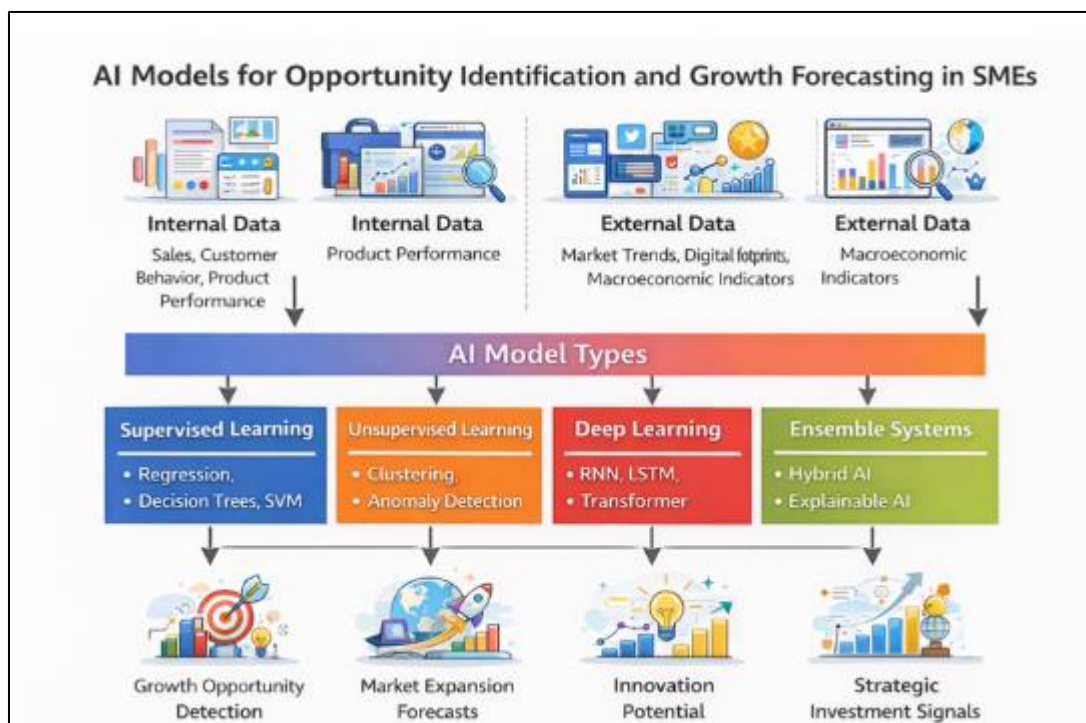 AI Models for Opportunity Identification and Growth Forecasting in SMEs
Internal Data
Sales, Customer
Behavior, Product
Performance
Internal Data
Product Performance
External Data
Market Trends, Digital fotprints,
Macroeconomic Indicators
External Data
Macroeconomic
Indicators
AI Model Types
Supervised Learning
• Regression,
• Decision Trees, SVM
Unsupervised Learning
• Clustering,
• Anomaly Detection
Deep Learning
• RNN, LSTM,
• Transformer
Ensemble Systems
• Hybrid AI
• Explainable AI
Growth Opportunity
Detection
Market Expansion
Forecasts
Innovation
Potential
Strategic
Investment Signals